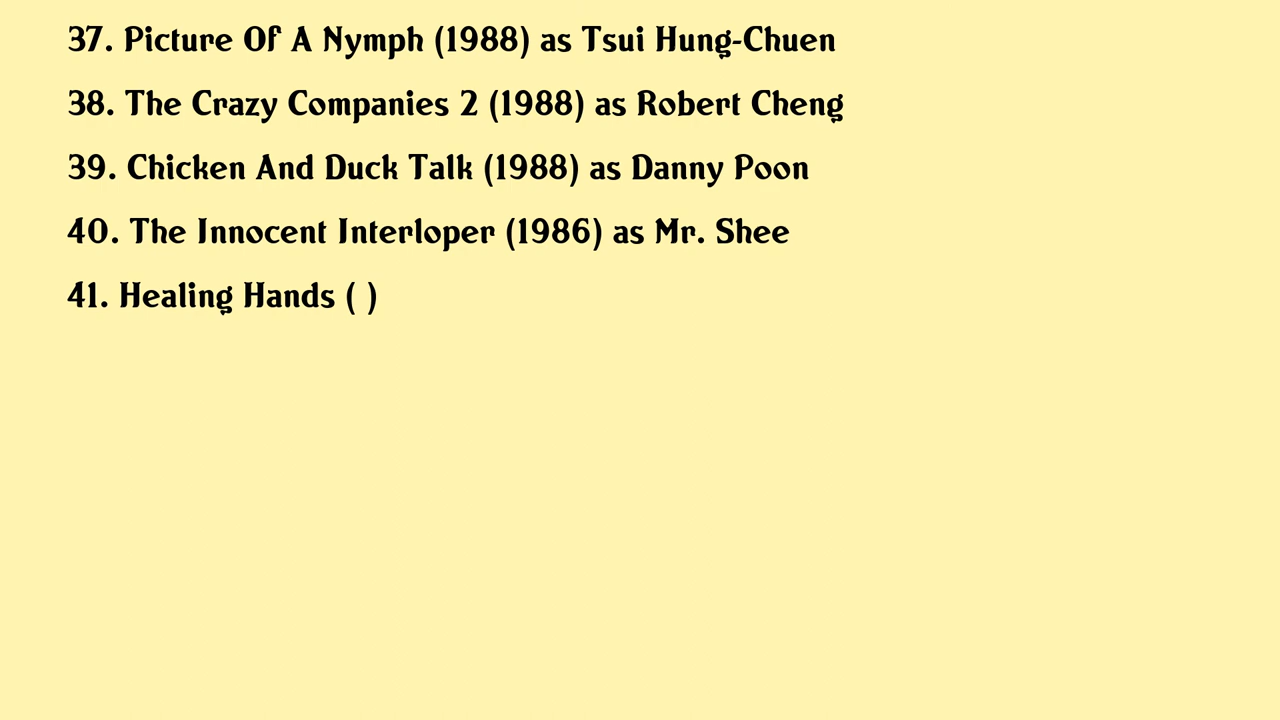 37. Picture Of A Nymph (1988) as Tsui Hung-Chuen
38. The Crazy Companies 2 (1988) as Robert Cheng
39. Chicken And Duck Talk (1988) as Danny Poon
40. The Innocent Interloper (1986) as Mr. Shee
41. Healing Hands ( )